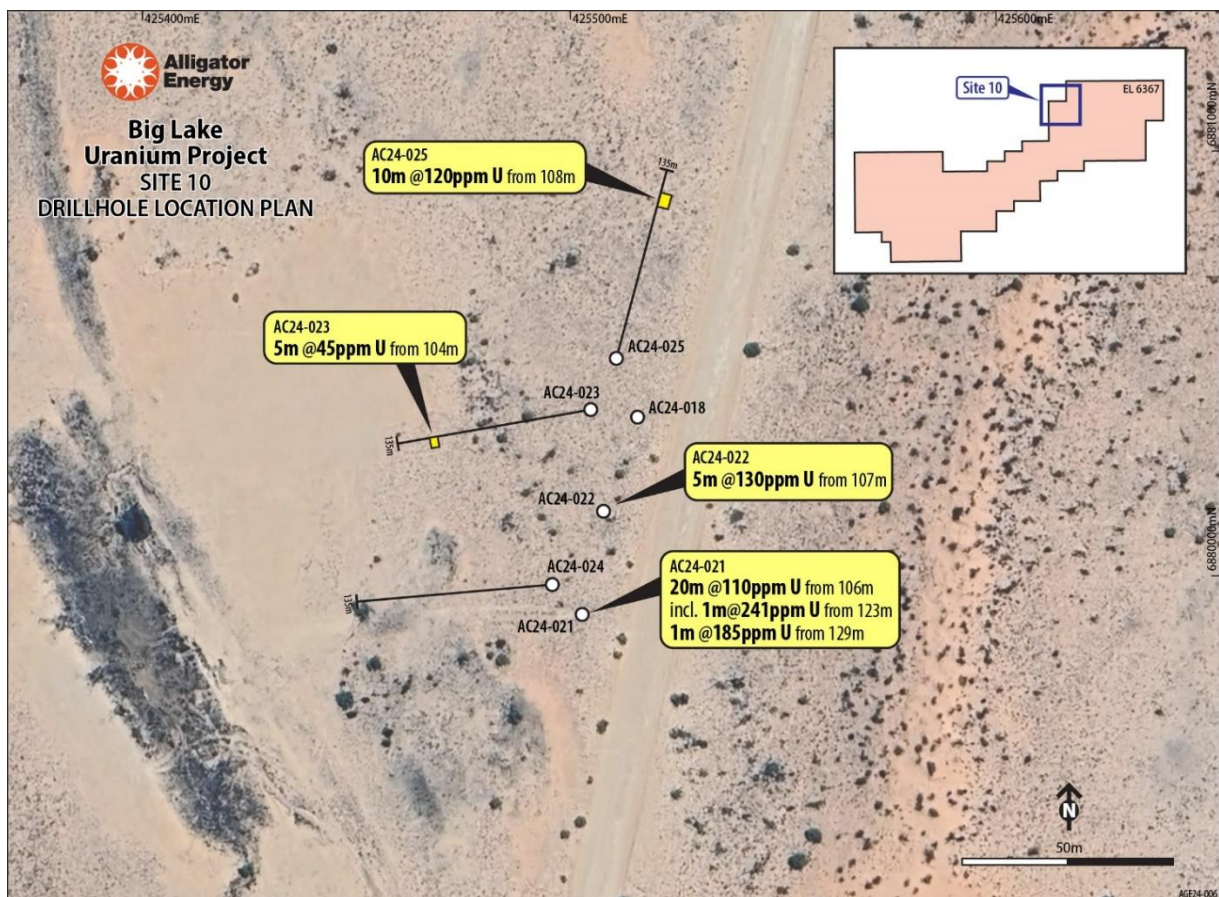 425400mE
425500mE
425600mE
6881000mN
Alligator
Energy
Big Lake
Uranium Project
SITE 10
DRILLHOLE LOCATION PLAN
Site 10
EL 6367
AC24-025
10m @120ppm U from 108m
135m
AC24-023
5m @45ppm U from 104m
AC24-025
AC24-023
AC24-018
135m
AC24-022
5m @130ppm U from 107m
AC24-022
6880000mN
AC24-024
135m
AC24-021
AC24-021
20m @110ppm U from 106m
incl. 1m@241ppm U from 123m
1m @185ppm U from 129m
N
50m
AGE24-006